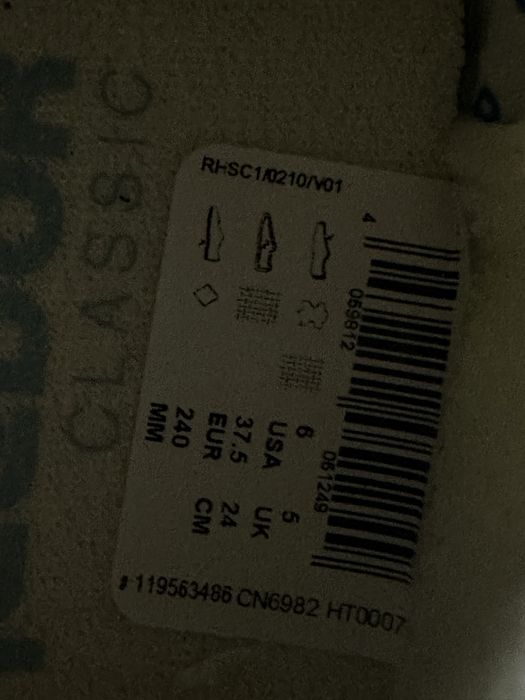 CLASSIC
RHSC1/0210/V01
4 059812 051249
6 5
USA UK
37.5 24
EUR CM
240
MM
119563486 CN6982 HT0007